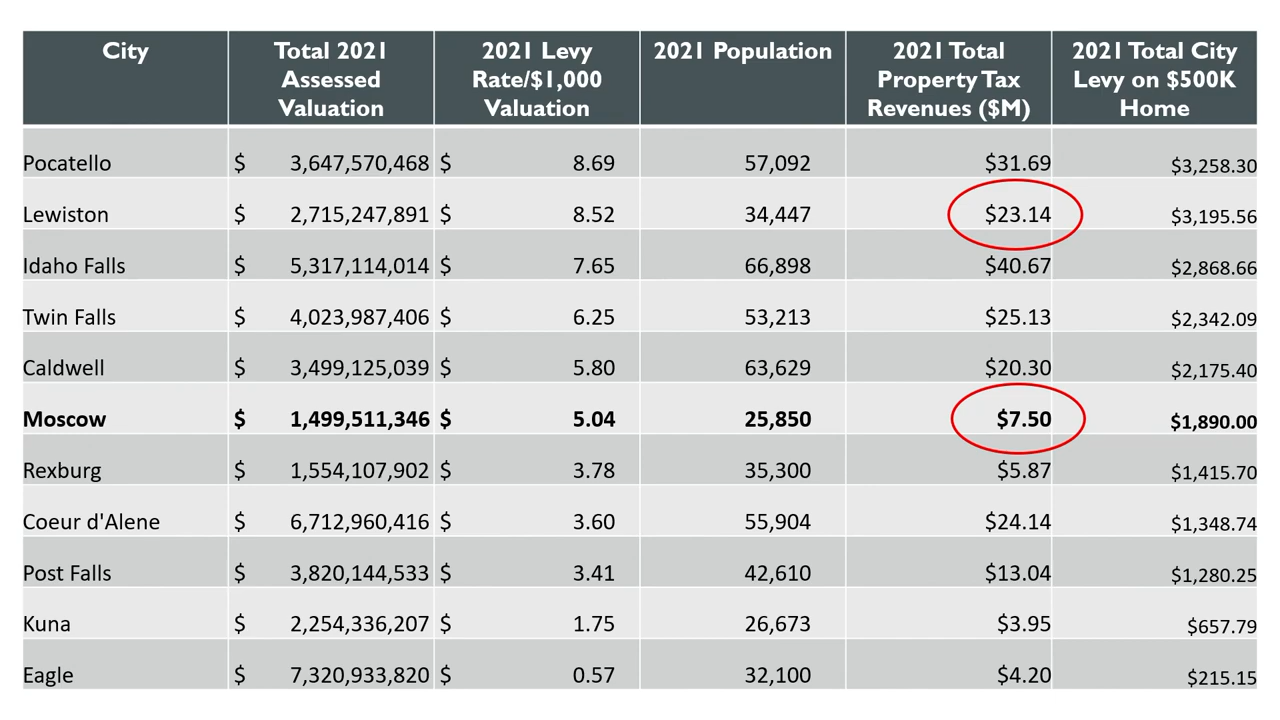 City Total 2021 Assessed Valuation 2021 Levy Rate/$1,000 Valuation 2021 Population 2021 Total Property Tax Revenues ($M) 2021 Total City Levy on $500K Home
Pocatello $ 3,647,570,468 $ 8.69 57,092 $31.69 $3,258.30
Lewiston $ 2,715,247,891 $ 8.52 34,447 $23.14 $3,195.56
Idaho Falls $ 5,317,114,014 $ 7.65 66,898 $40.67 $2,868.66
Twin Falls $ 4,023,987,406 $ 6.25 53,213 $25.13 $2,342.09
Caldwell $ 3,499,125,039 $ 5.80 63,629 $20.30 $2,175.40
Moscow $ 1,499,511,346 $ 5.04 25,850 $7.50 $1,890.00
Rexburg $ 1,554,107,902 $ 3.78 35,300 $5.87 $1,415.70
Coeur d'Alene $ 6,712,960,416 $ 3.60 55,904 $24.14 $1,348.74
Post Falls $ 3,820,144,533 $ 3.41 42,610 $13.04 $1,280.25
Kuna $ 2,254,336,207 $ 1.75 26,673 $3.95 $657.79
Eagle $ 7,320,933,820 $ 0.57 32,100 $4.20 $215.15